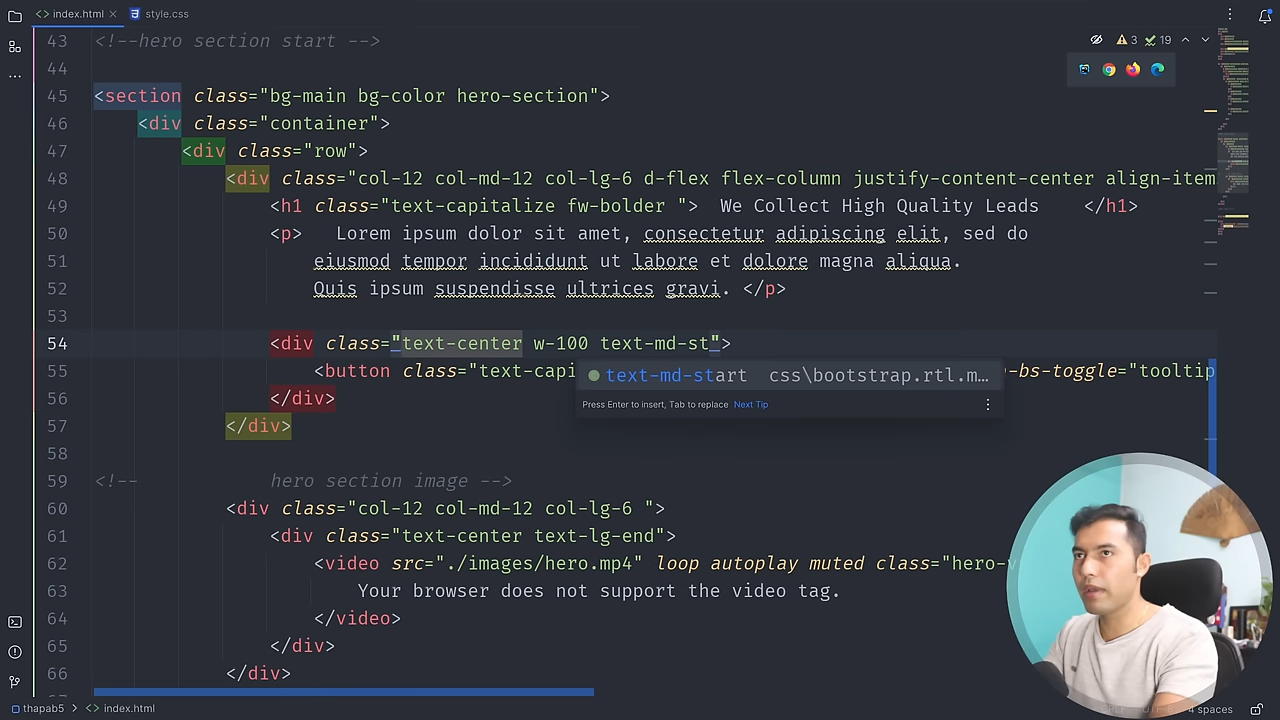 index.html
style.css
43 <!--hero section start -->
3 19
44
45 <section class="bg-main bg-color hero-section">
46 <div class="container">
47 <div class="row">
48 <div class="col-12 col-md-12 col-lg-6 d-flex flex-column justify-content-center align-item
49 <h1 class="text-capitalize fw-bolder "> We Collect High Quality Leads </h1>
50 <p> Lorem ipsum dolor sit amet, consectetur adipiscing elit, sed do
51 eiusmod tempor incididunt ut labore et dolore magna aliqua.
52 Quis ipsum suspendisse ultrices gravi. </p>
53
54 <div class="text-center w-100 text-md-st">
55 <button class="text-capi -bs-toggle="tooltip
text-md-start css\bootstrap.rtl.m…
56 </div>
Press Enter to insert, Tab to replace Next Tip
57 </div>
58
59 <!-- hero section image -->
60 <div class="col-12 col-md-12 col-lg-6 ">
61 <div class="text-center text-lg-end">
62 <video src="./images/hero.mp4" loop autoplay muted class="hero-v
63 Your browser does not support the video tag.
64 </video>
65 </div>
66 </div>
thapab5 > index.html
4 spaces